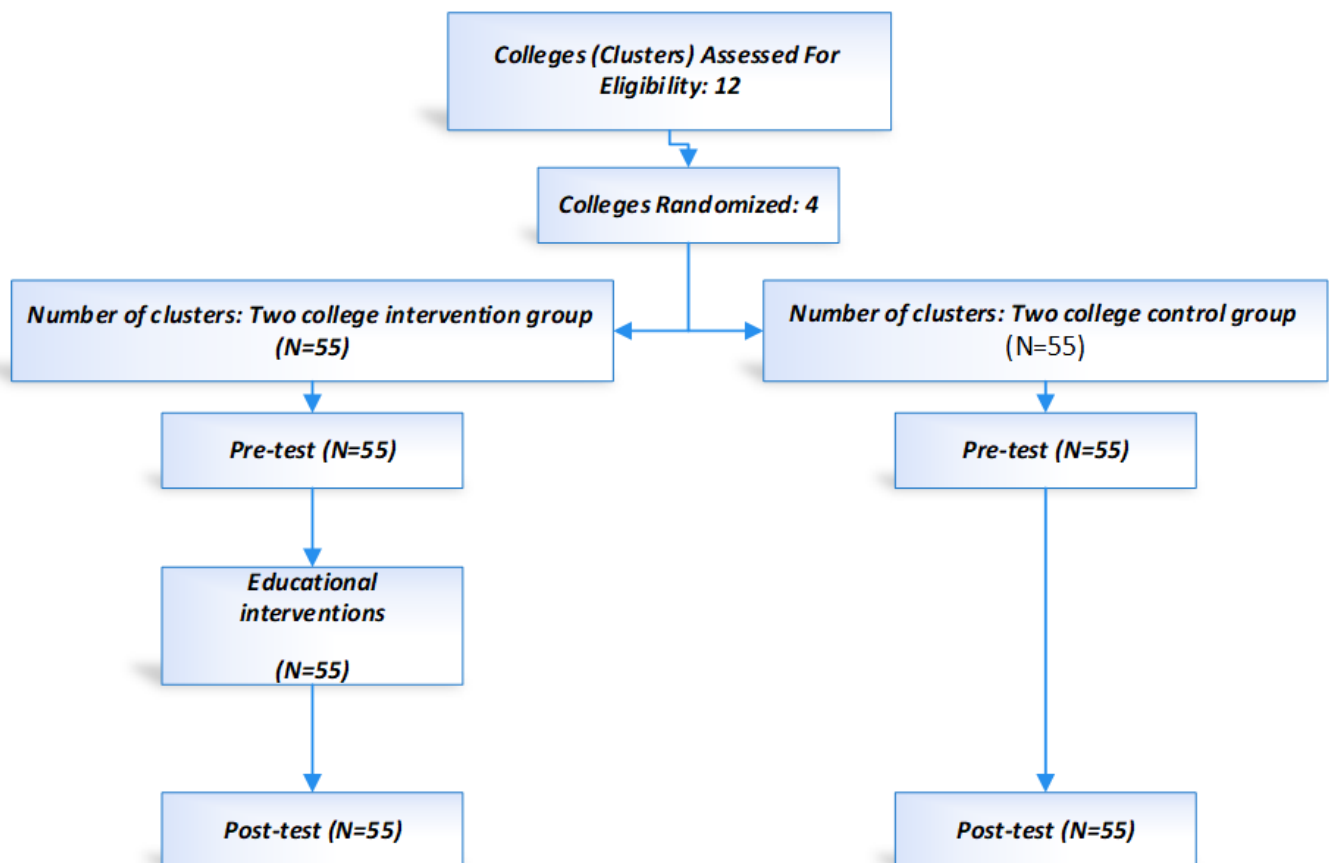 Colleges (Clusters) Assessed For
Eligibility: 12
Colleges Randomized: 4
Number of clusters: Two college intervention group
(N=55)
Number of clusters: Two college control group
(N=55)
Pre-test (N=55)
Pre-test (N=55)
Educational
interventions
(N=55)
Post-test (N=55)
Post-test (N=55)